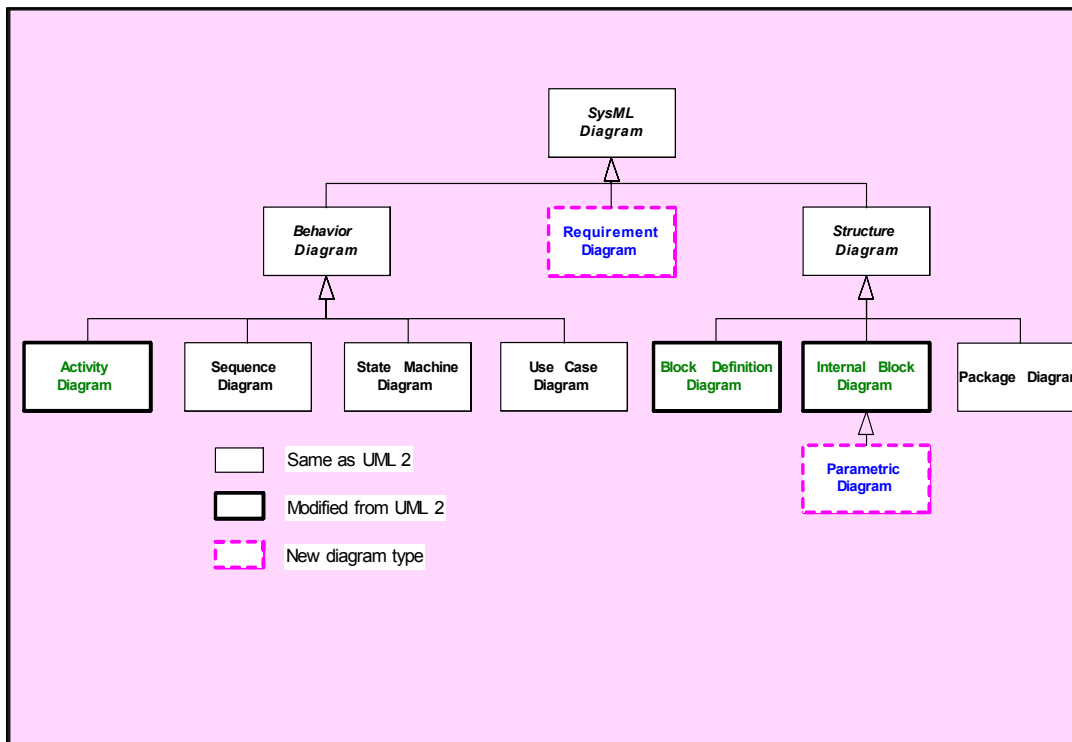 SysML
Diagram
Behavior
Diagram
Requirement
Diagram
Structure
Diagram
Activity
Diagram
Sequence
Diagram
State Machine
Diagram
Use Case
Diagram
Block Definition
Diagram
Internal Block
Diagram
Package Diagram
Parametric
Diagram
Same as UML 2
Modified from UML 2
New diagram type